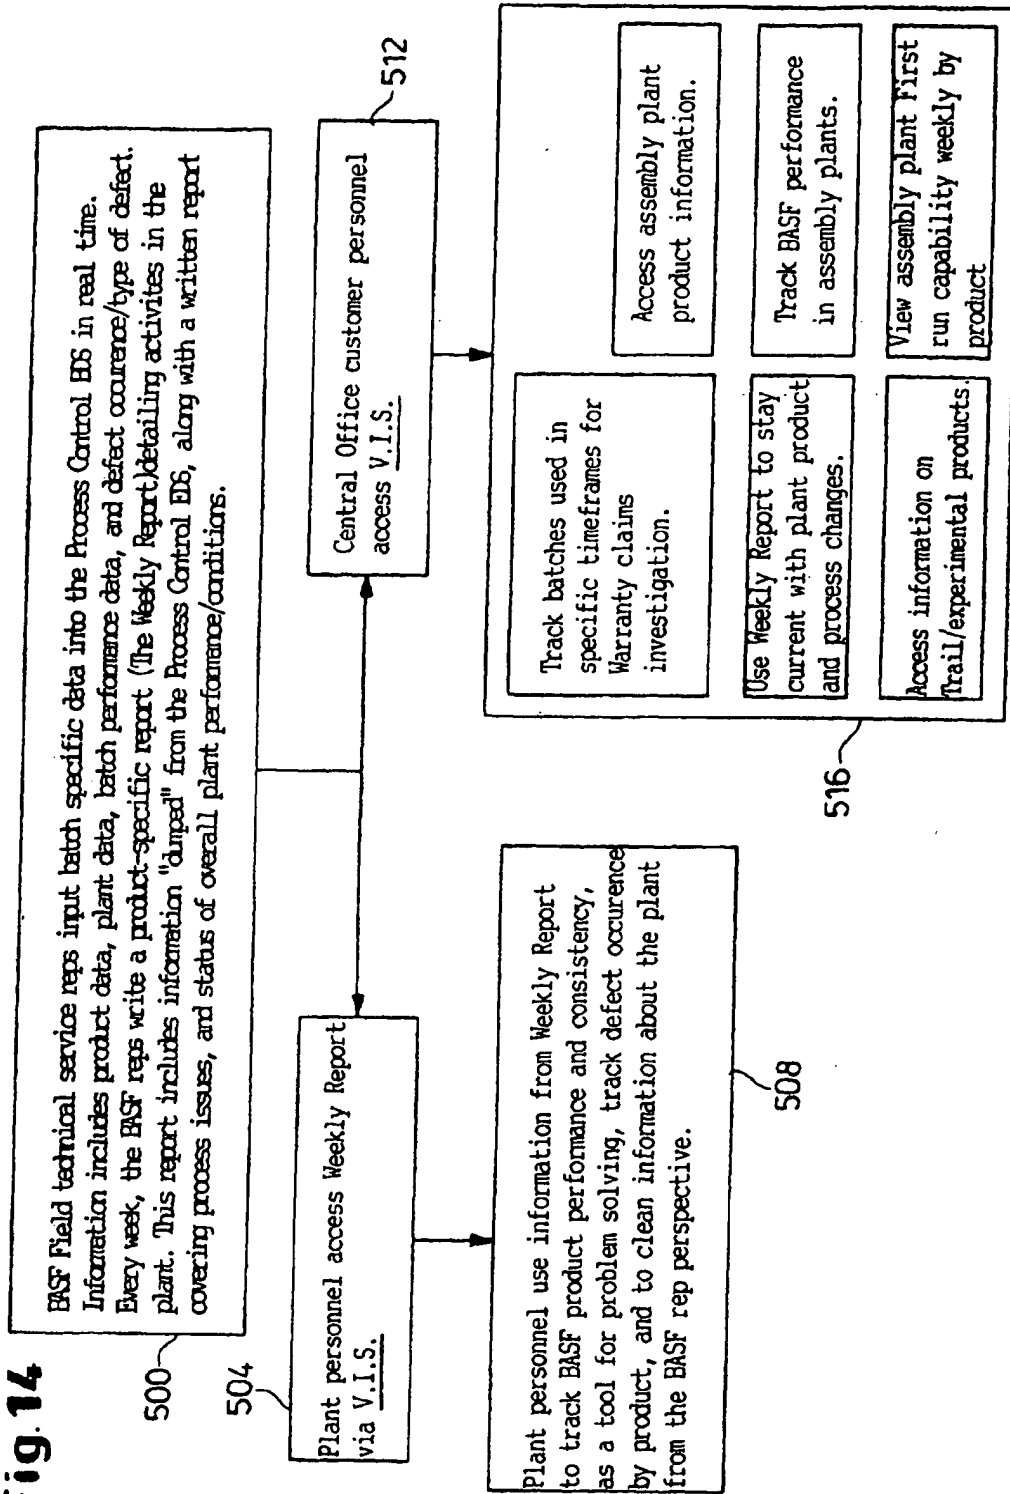 Fig.14
BASF Field technical service reps input batch specific data into the Process Control EDS in real time.
Information includes product data, plant data, batch performance data, and defect occurence/type of defect.
Every week, the BASF reps write a product-specific report (The Weekly Report)detailing activites in the
plant. This report includes information "dumped" from the Process Control EDS, along with a written report
covering process issues, and status of overall plant performance/conditions.
500
504
Plant personnel access Weekly Report
via V.I.S.
Central Office customer personnel
access V.I.S.
512
Plant personnel use information from Weekly Report
to track BASF product performance and consistency,
as a tool for problem solving, track defect occurence
by product, and to clean information about the plant
from the BASF rep perspective.
508
516
Track batches used in
specific timeframes for
Warranty claims
investigation.
Access assembly plant
product information.
Use Weekly Report to stay
current with plant product
and process changes.
Track BASF performance
in assembly plants.
Access information on
Trail/experimental products.
View assembly plant First
run capability weekly by
product